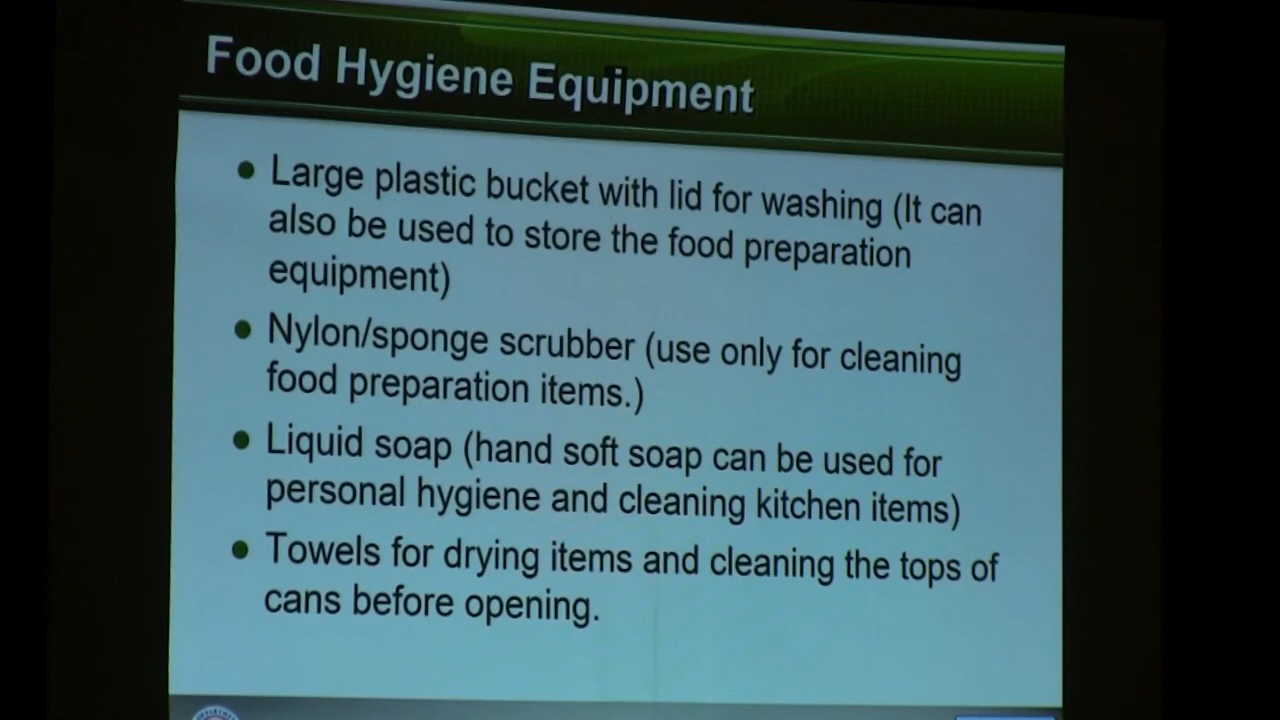 Food Hygiene Equipment
• Large plastic bucket with lid for washing (It can
also be used to store the food preparation
equipment)
• Nylon/sponge scrubber (use only for cleaning
food preparation items.)
• Liquid soap (hand soft soap can be used for
personal hygiene and cleaning kitchen items)
• Towels for drying items and cleaning the tops of
cans before opening.